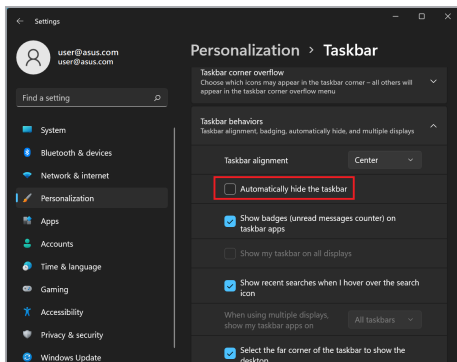 Settings
user@asus.com
user@asus.com
Find a setting
System
Bluetooth & devices
Network & internet
Personalization
Apps
Accounts
Time & language
Gaming
Accessibility
Privacy & security
Windows Update
Personalization > Taskbar
Taskbar corner overflow
Choose which icons may appear in the taskbar corner – all others will
appear in the taskbar corner overflow menu
Taskbar behaviors
Taskbar alignment, badging, automatically hide, and multiple displays
Taskbar alignment
Center
Automatically hide the taskbar
Show badges (unread messages counter) on
taskbar apps
Show my taskbar on all displays
Show recent searches when I hover over the search
icon
When using multiple displays,
show my taskbar apps on
All taskbars
Select the far corner of the taskbar to show the
desktop